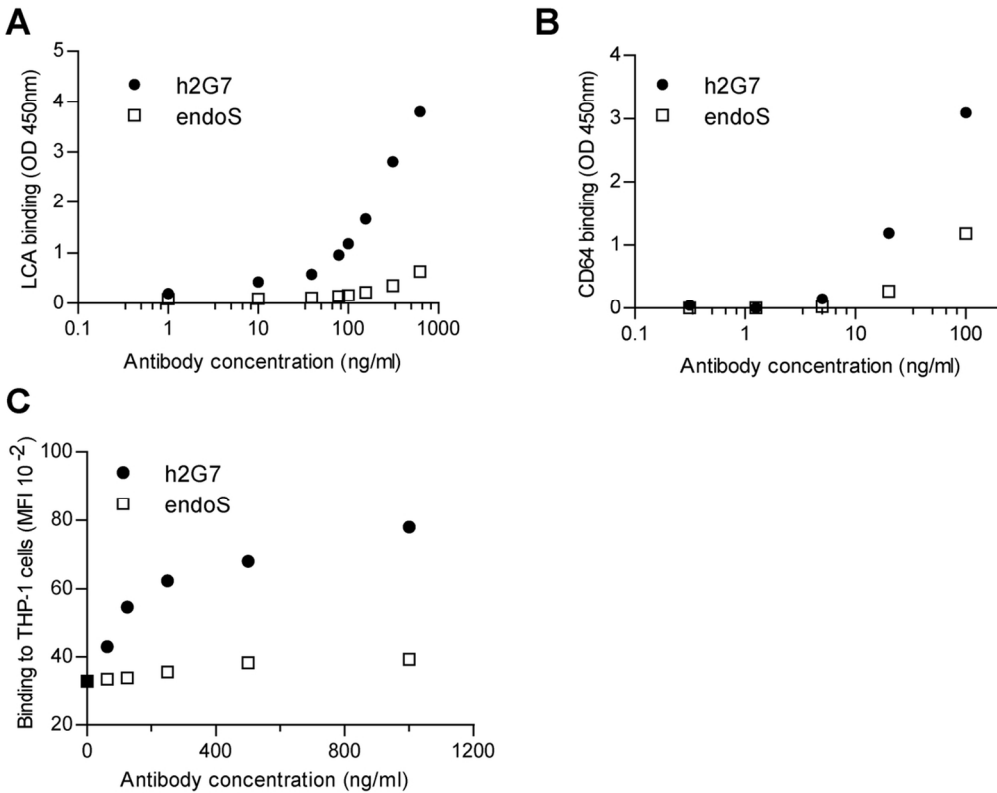 A
LCA binding (OD 450nm)
5
4
3
2
1
0
h2G7
endoS
0.1
1
10
100
1000
Antibody concentration (ng/ml)
B
CD64 binding (OD 450nm)
4
3
2
1
0
h2G7
endoS
0.1
1
10
100
Antibody concentration (ng/ml)
C
Binding to THP-1 cells (MFI 10⁻²)
100
80
60
40
20
h2G7
endoS
0
400
800
1200
Antibody concentration (ng/ml)